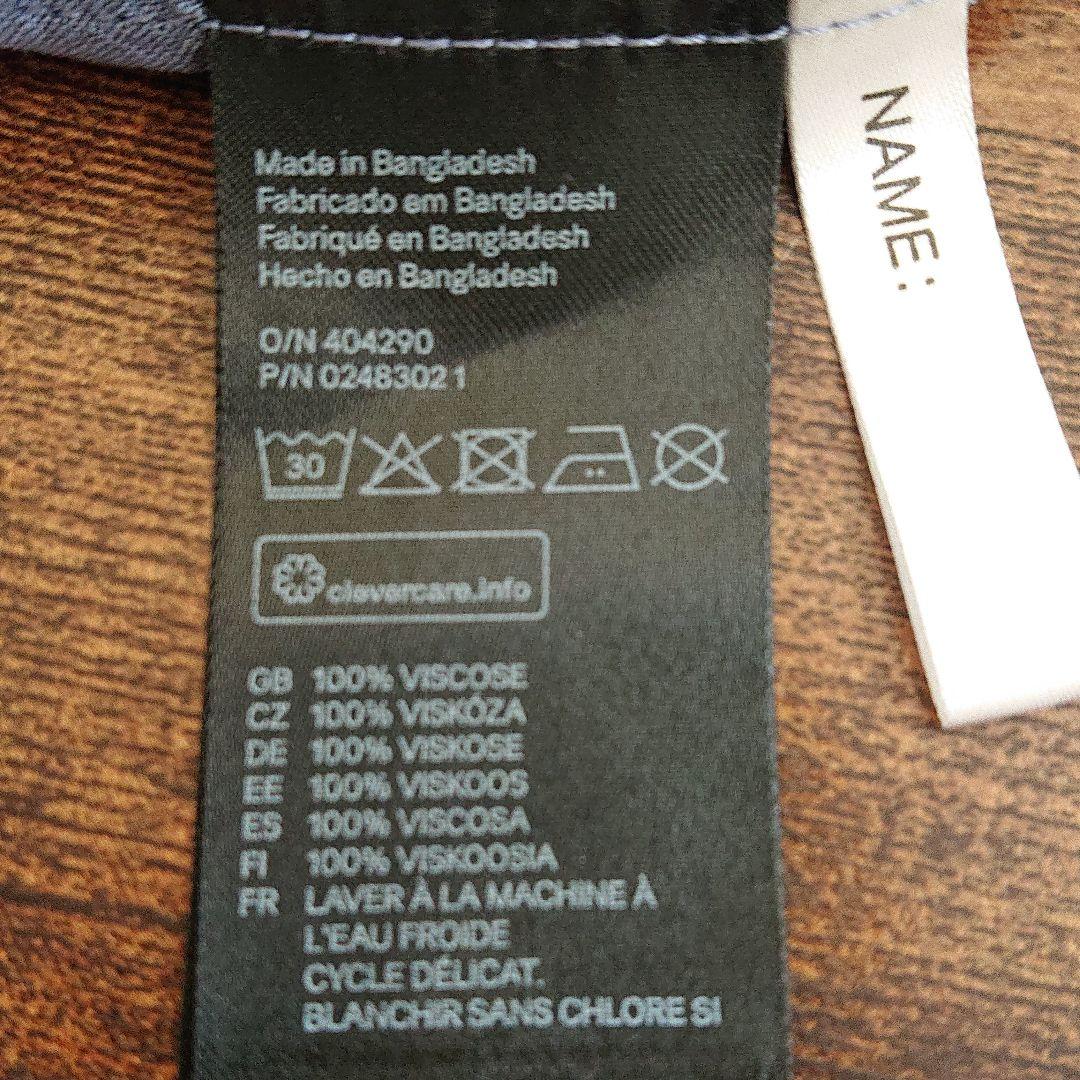 Made in Bangladesh
Fabricado em Bangladesh
Fabriqué en Bangladesh
Hecho en Bangladesh
O/N 404290
P/N 02483021
30
clevercare.info
GB 100% VISCOSE
CZ 100% VISKÓZA
DE 100% VISKOSE
EE 100% VISKOOS
ES 100% VISCOSA
FI 100% VISKOOSIA
FR LAVER À LA MACHINE À
L'EAU FROIDE
CYCLE DÉLICAT.
BLANCHIR SANS CHLORE SI
NAME: